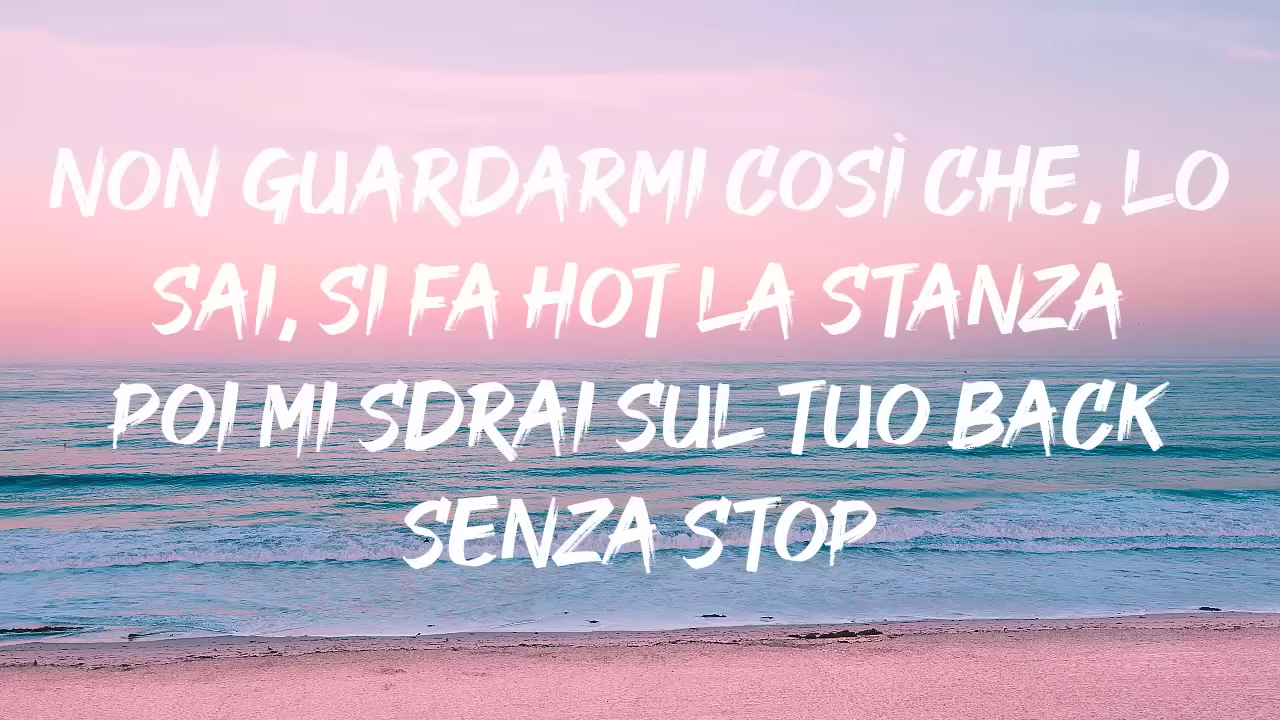 NON GUARDARMI COSÌ CHE, LO
SAI, SI FA HOT LA STANZA
POI MI SDRAI SUL TUO BACK
SENZA STOP